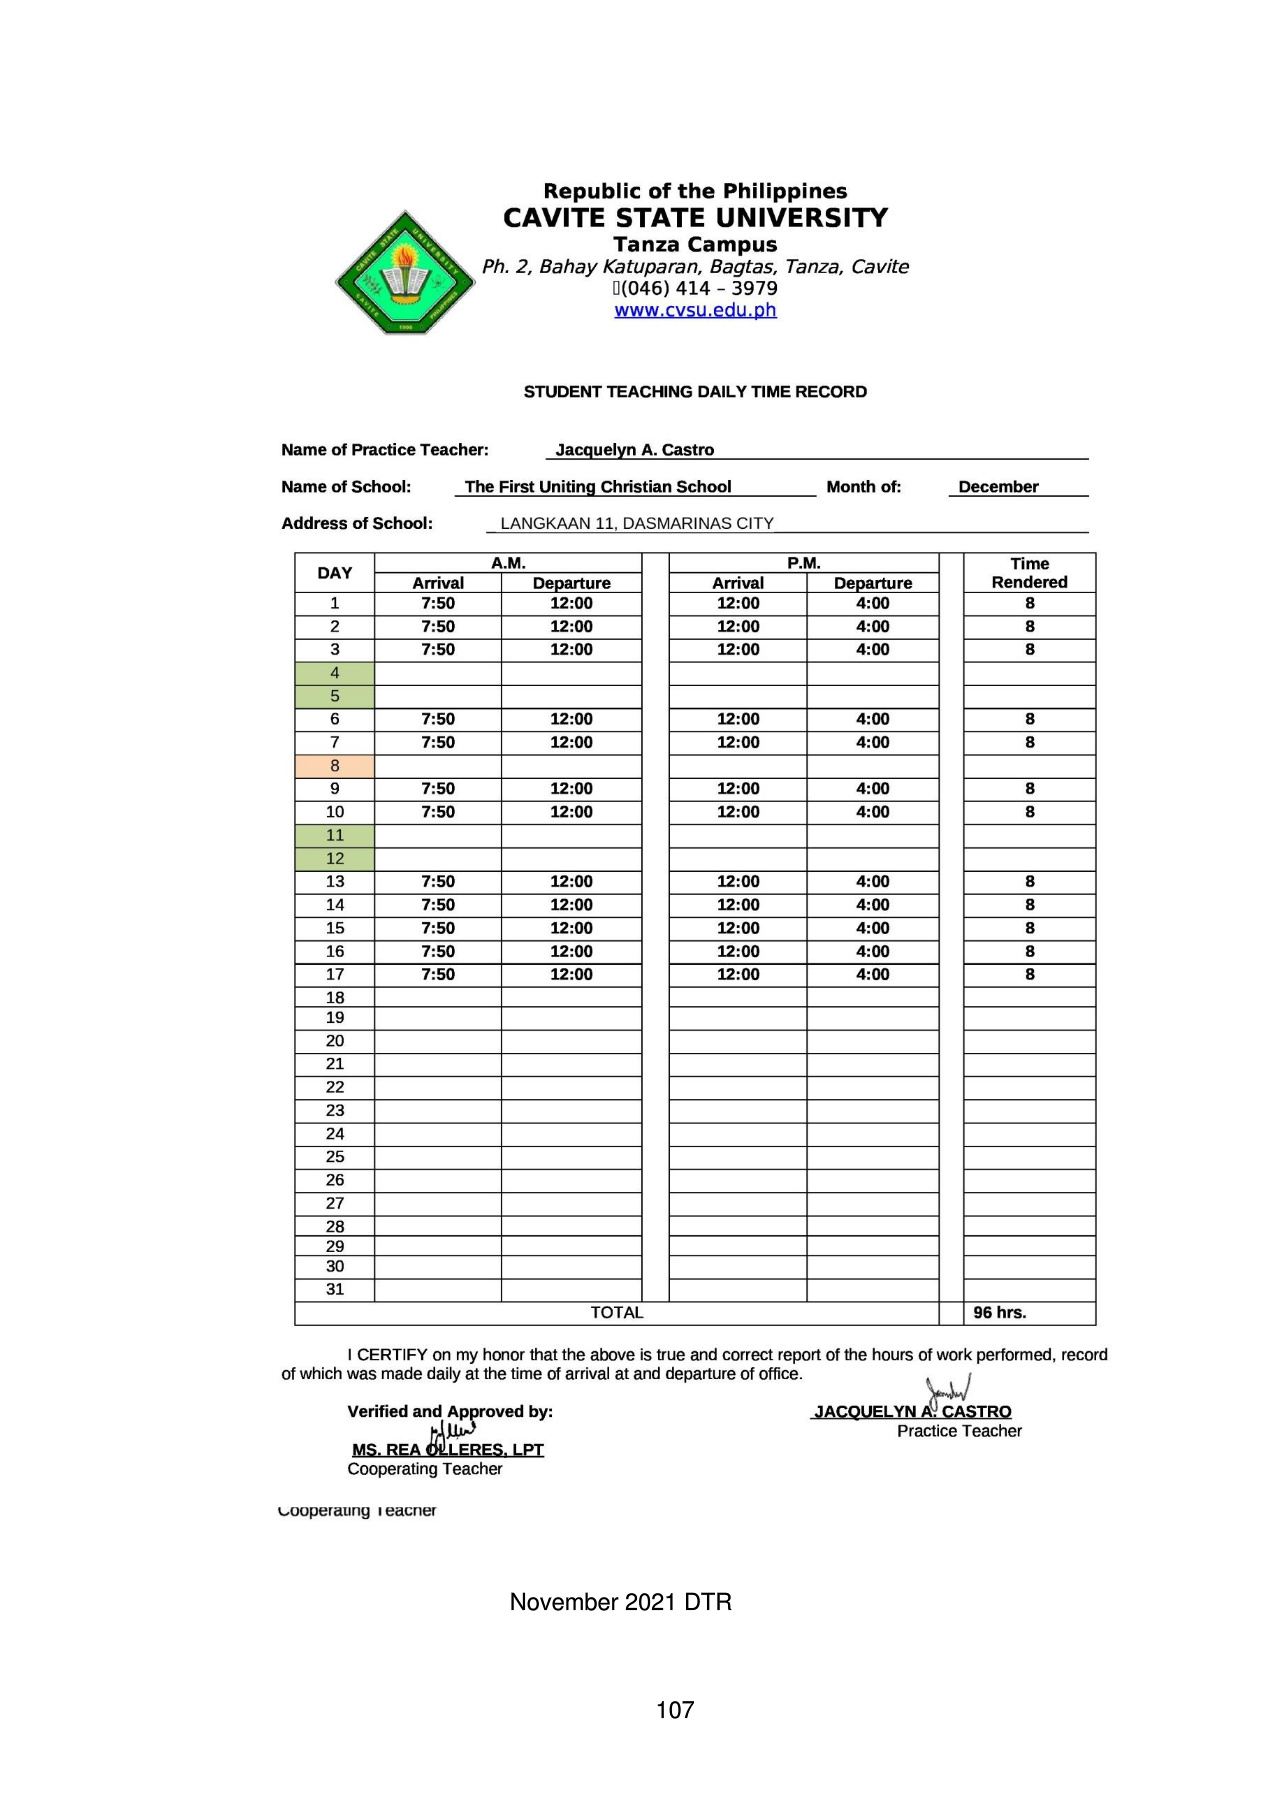 Republic of the Philippines
CAVITE STATE UNIVERSITY
Tanza Campus
Ph. 2, Bahay Katuparan, Bagtas, Tanza, Cavite
(046) 414 – 3979
www.cvsu.edu.ph
CAVITE STATE UNIVERSITY
CAVITE PHILIPPINES
1906
STUDENT TEACHING DAILY TIME RECORD
Name of Practice Teacher: Jacquelyn A. Castro
Name of School: The First Uniting Christian School Month of: December
Address of School: LANGKAAN 11, DASMARINAS CITY
DAY A.M. P.M. Time Rendered
Arrival Departure Arrival Departure
1 7:50 12:00 12:00 4:00 8
2 7:50 12:00 12:00 4:00 8
3 7:50 12:00 12:00 4:00 8
4
5
6 7:50 12:00 12:00 4:00 8
7 7:50 12:00 12:00 4:00 8
8
9 7:50 12:00 12:00 4:00 8
10 7:50 12:00 12:00 4:00 8
11
12
13 7:50 12:00 12:00 4:00 8
14 7:50 12:00 12:00 4:00 8
15 7:50 12:00 12:00 4:00 8
16 7:50 12:00 12:00 4:00 8
17 7:50 12:00 12:00 4:00 8
18
19
20
21
22
23
24
25
26
27
28
29
30
31
TOTAL 96 hrs.
I CERTIFY on my honor that the above is true and correct report of the hours of work performed, record
of which was made daily at the time of arrival at and departure of office.
Verified and Approved by: JACQUELYN A. CASTRO
Practice Teacher
MS. REA OLLERES, LPT
Cooperating Teacher
Cooperating Teacher
November 2021 DTR
107